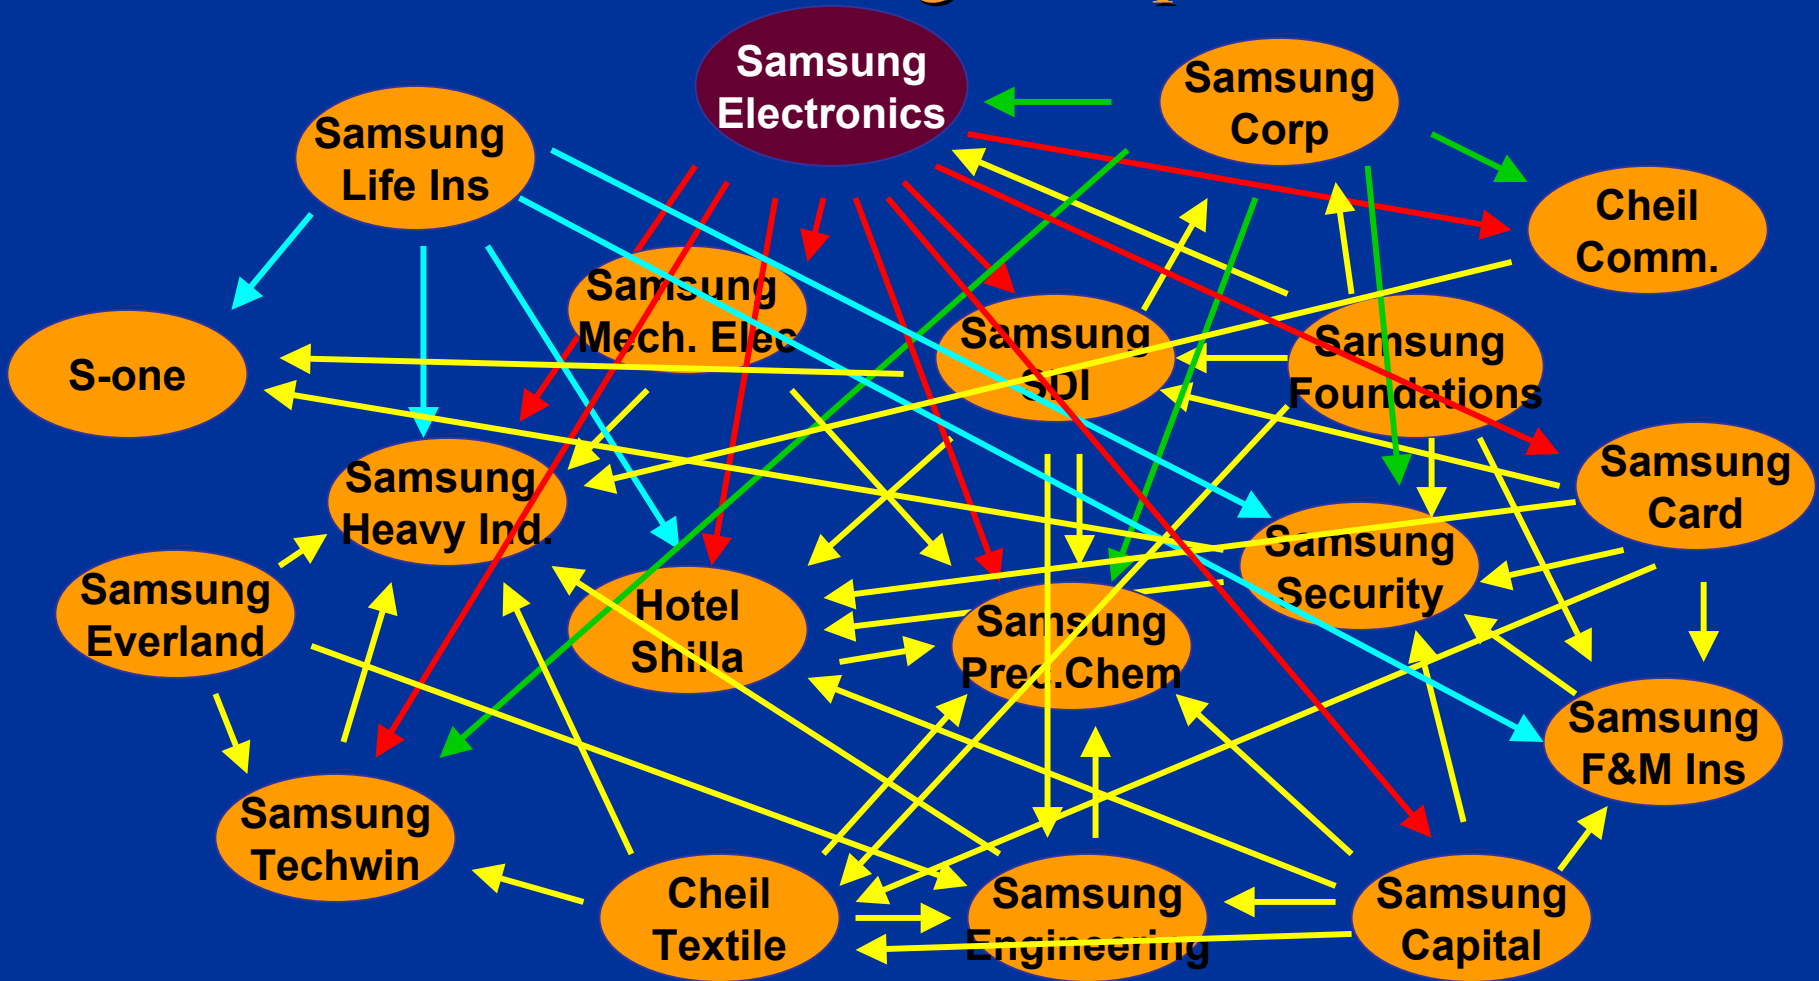 Samsung
Electronics
Samsung
Corp
Samsung
Life Ins
Cheil
Comm.
Samsung
Mech. Elec
Samsung
SDI
Samsung
Foundations
S-one
Samsung
Heavy Ind.
Samsung
Card
Samsung
Security
Samsung
Everland
Hotel
Shilla
Samsung
Prec.Chem
Samsung
F&M Ins
Samsung
Techwin
Cheil
Textile
Samsung
Engineering
Samsung
Capital